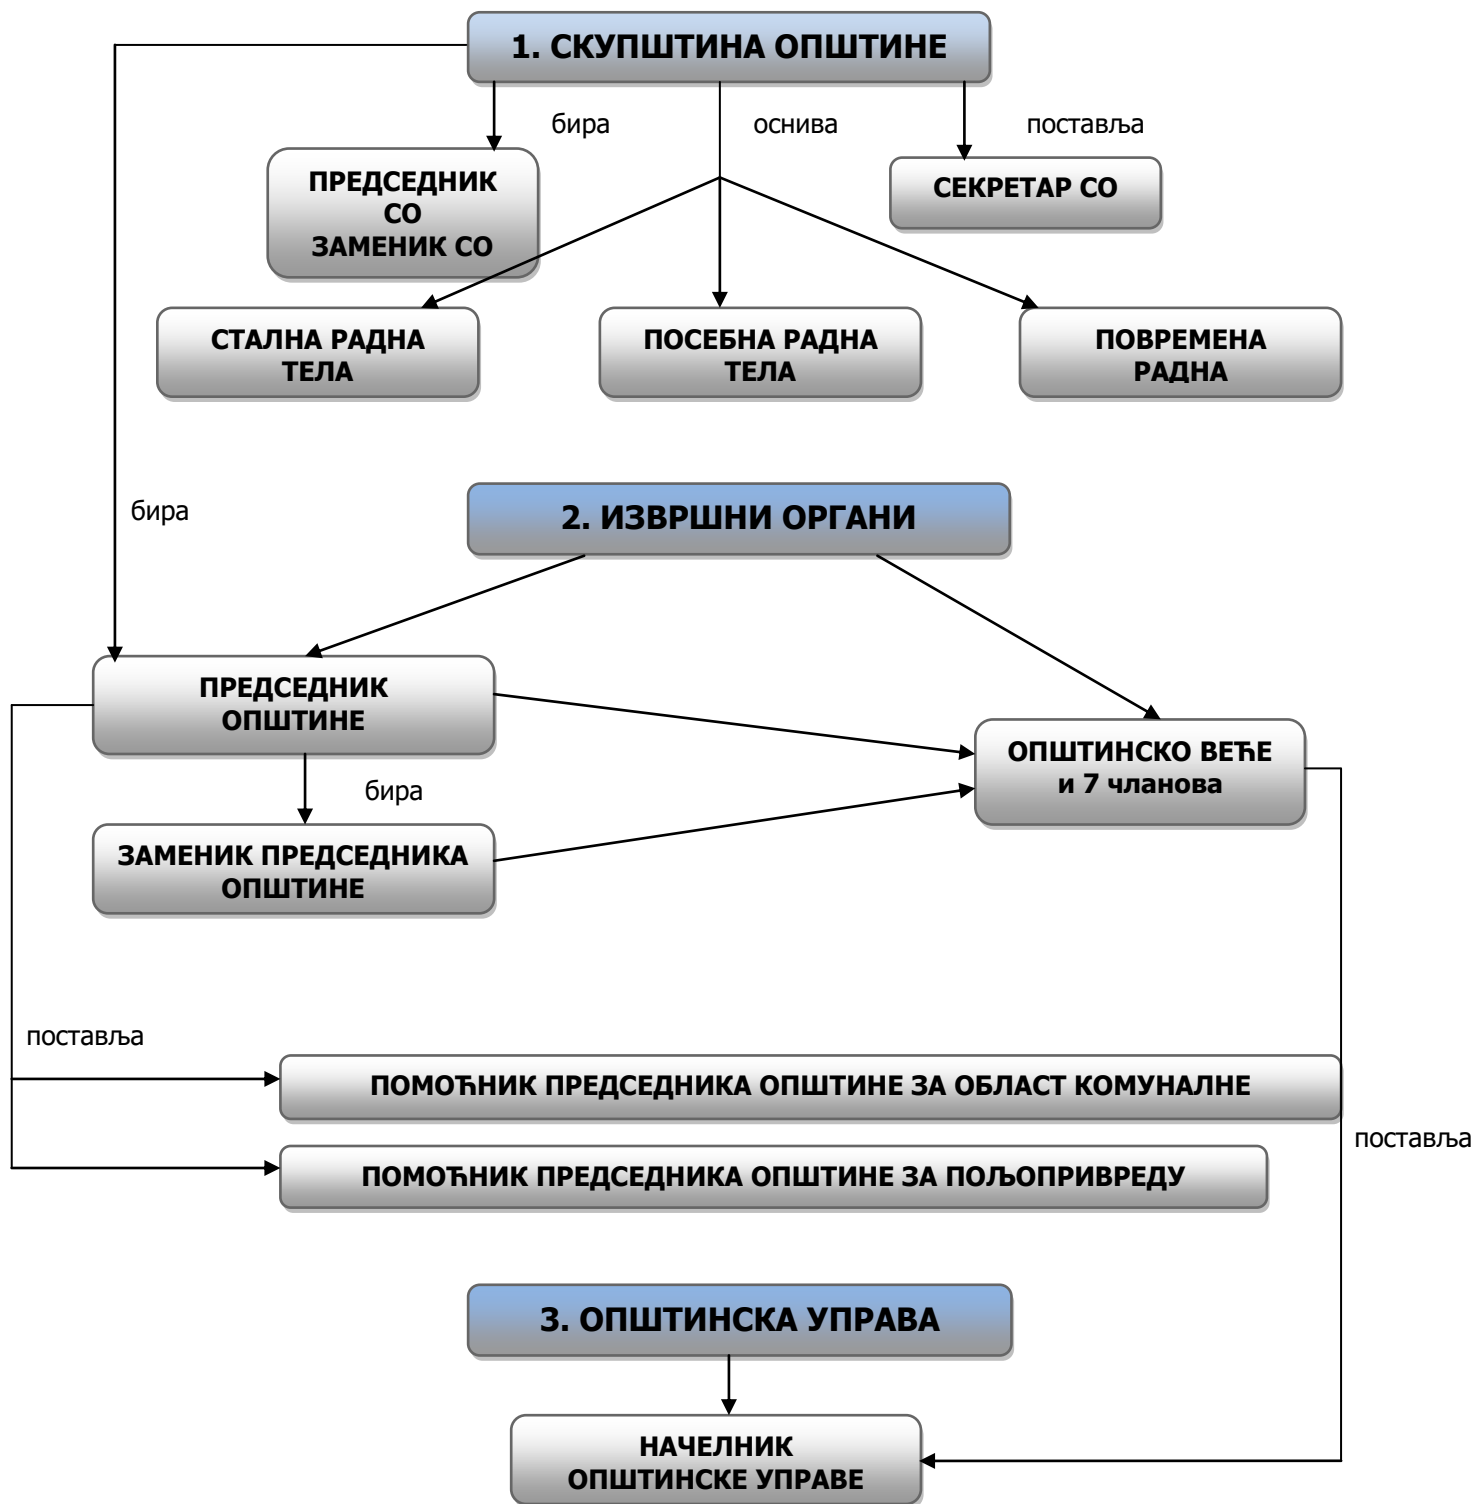 1. СКУПШТИНА ОПШТИНЕ
бира
оснива
поставља
ПРЕДСЕДНИК
СО
ЗАМЕНИК СО
СЕКРЕТАР СО
СТАЛНА РАДНА
ТЕЛА
ПОСЕБНА РАДНА
ТЕЛА
ПОВРЕМЕНА
РАДНА
бира
2. ИЗВРШНИ ОРГАНИ
ПРЕДСЕДНИК
ОПШТИНЕ
ОПШТИНСКО ВЕЋЕ
и 7 чланова
бира
ЗАМЕНИК ПРЕДСЕДНИКА
ОПШТИНЕ
поставља
ПОМОЋНИК ПРЕДСЕДНИКА ОПШТИНЕ ЗА ОБЛАСТ КОМУНАЛНЕ
поставља
ПОМОЋНИК ПРЕДСЕДНИКА ОПШТИНЕ ЗА ПОЉОПРИВРЕДУ
3. ОПШТИНСКА УПРАВА
НАЧЕЛНИК
ОПШТИНСКЕ УПРАВЕ